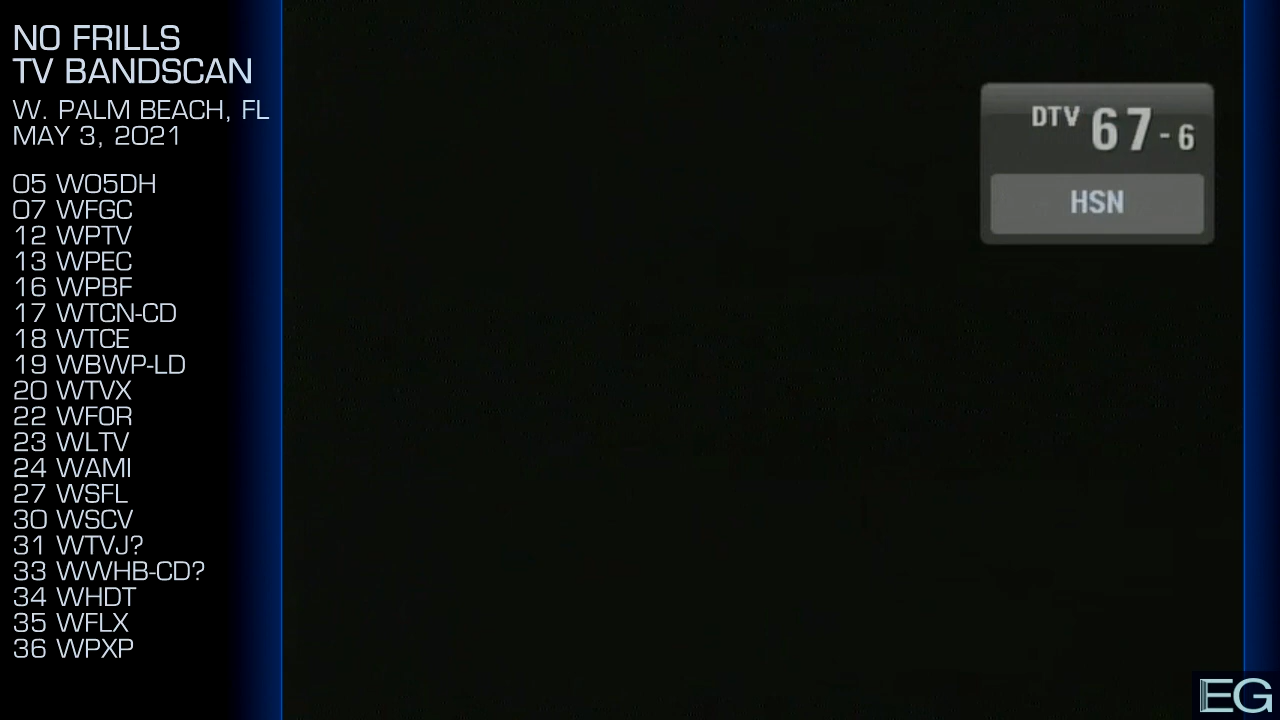 NO FRILLS
TV BANDSCAN
W. PALM BEACH, FL
MAY 3, 2021
05 W05DH
07 WFGC
12 WPTV
13 WPEC
16 WPBF
17 WTCN-CD
18 WTCE
19 WBWP-LD
20 WTVX
22 WFOR
23 WLTV
24 WAMI
27 WSFL
30 WSCV
31 WTVJ?
33 WWHB-CD?
34 WHDT
35 WFLX
36 WPXP
DTV 67-6
HSN
EG